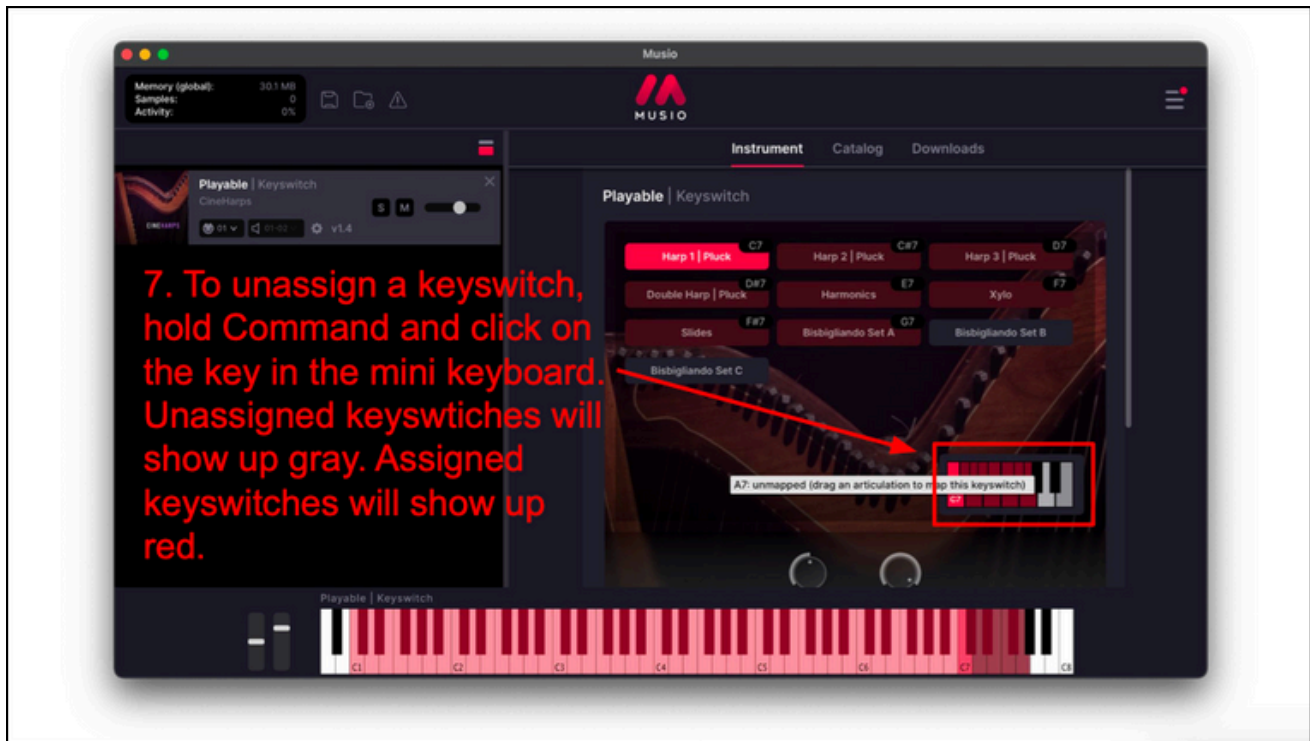 Musio
Memory (global): 30.1 MB
Samples: 0
Activity: 0%
MUSIO
Instrument Catalog Downloads
Playable | Keyswitch
CineHarps
CINEHARPS
S M
01 01-02 v1.4
Playable | Keyswitch
Harp 1 | Pluck C7
Harp 2 | Pluck C#7
Harp 3 | Pluck D7
Double Harp | Pluck D#7
Harmonics E7
Xylo F7
Slides F#7
Bisbigliando Set A G7
Bisbigliando Set B
Bisbigliando Set C
7. To unassign a keyswitch,
hold Command and click on
the key in the mini keyboard.
Unassigned keyswtiches will
show up gray. Assigned
keyswitches will show up
red.
A7: unmapped (drag an articulation to map this keyswitch)
C7
Playable | Keyswitch
C1 C2 C3 C4 C5 C6 C7 C8